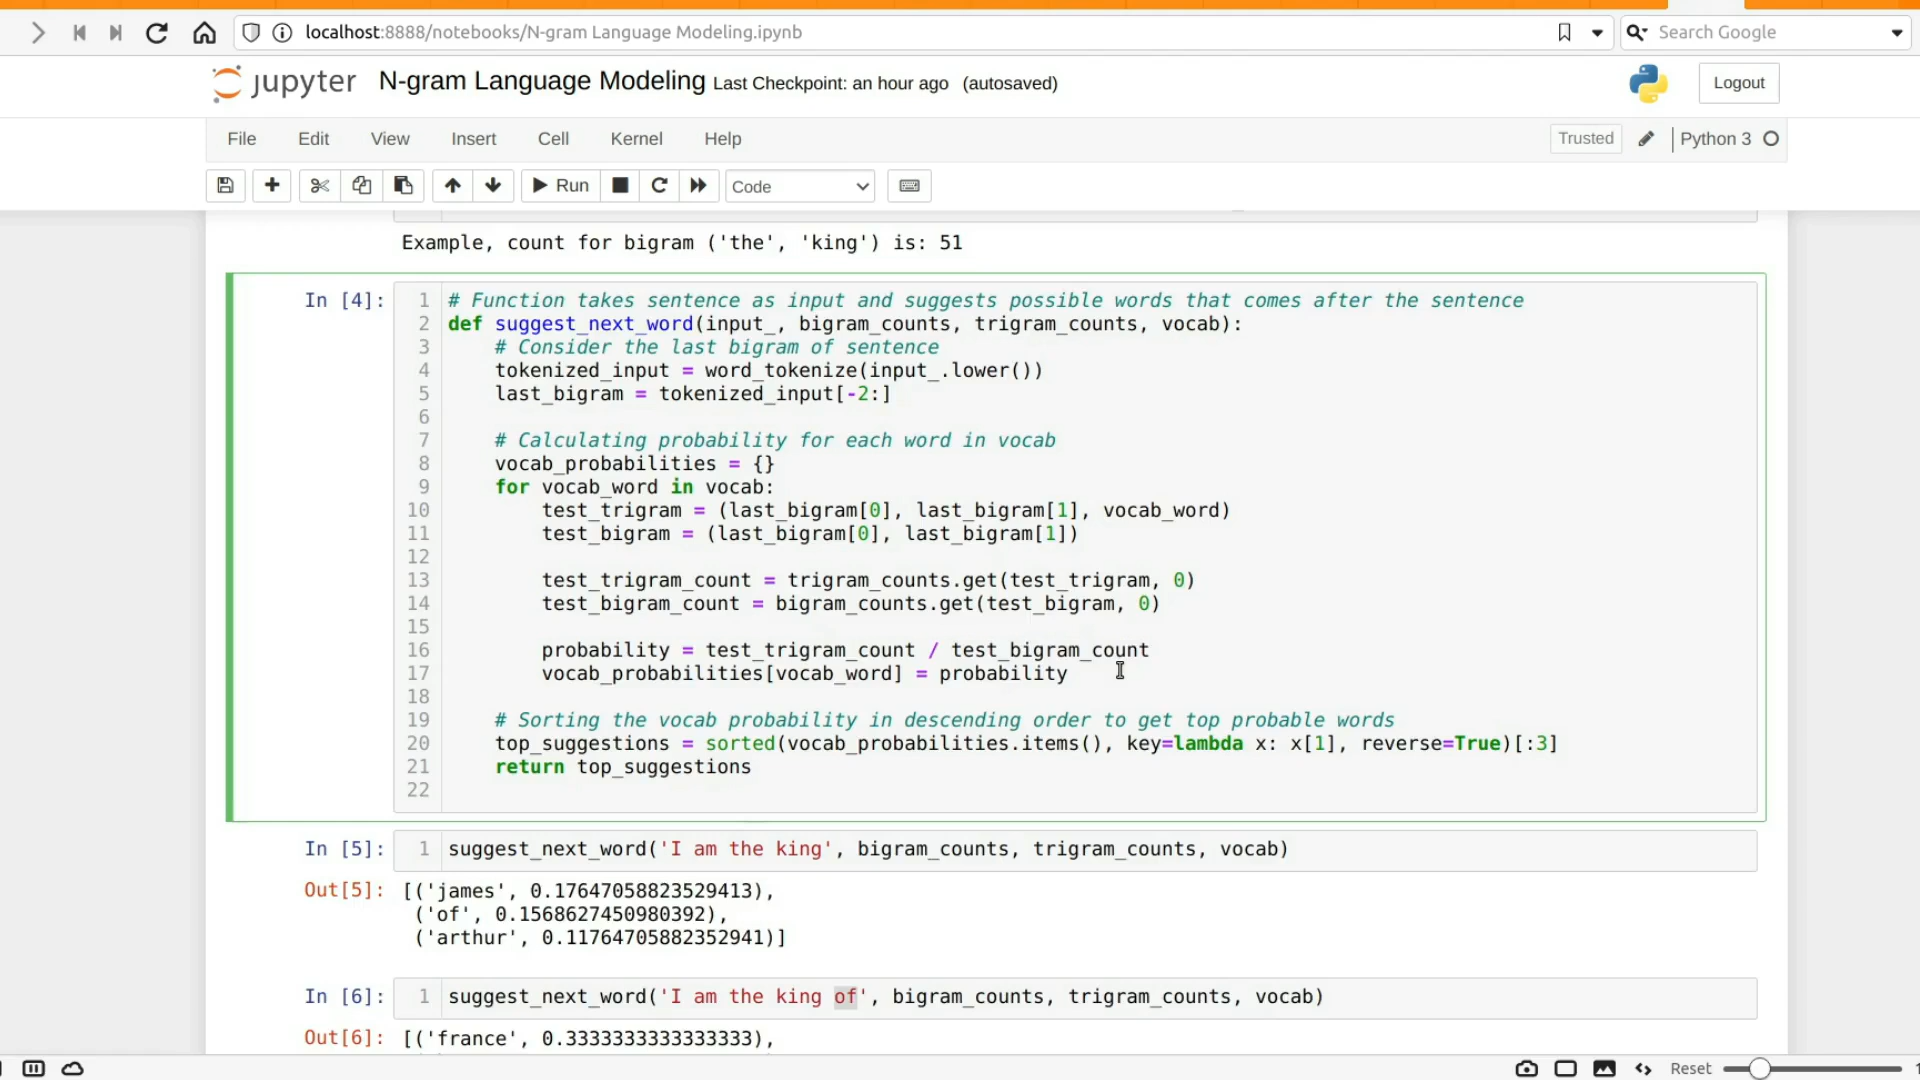 localhost:8888/notebooks/N-gram Language Modeling.ipynb
Search Google
jupyter N-gram Language Modeling Last Checkpoint: an hour ago (autosaved)
Logout
File Edit View Insert Cell Kernel Help
Trusted Python 3
Run Code
Example, count for bigram ('the', 'king') is: 51
In [4]:
1 # Function takes sentence as input and suggests possible words that comes after the sentence
2 def suggest_next_word(input_, bigram_counts, trigram_counts, vocab):
3     # Consider the last bigram of sentence
4     tokenized_input = word_tokenize(input_.lower())
5     last_bigram = tokenized_input[-2:]
6
7     # Calculating probability for each word in vocab
8     vocab_probabilities = {}
9     for vocab_word in vocab:
10         test_trigram = (last_bigram[0], last_bigram[1], vocab_word)
11         test_bigram = (last_bigram[0], last_bigram[1])
12
13         test_trigram_count = trigram_counts.get(test_trigram, 0)
14         test_bigram_count = bigram_counts.get(test_bigram, 0)
15
16         probability = test_trigram_count / test_bigram_count
17         vocab_probabilities[vocab_word] = probability
18
19     # Sorting the vocab probability in descending order to get top probable words
20     top_suggestions = sorted(vocab_probabilities.items(), key=lambda x: x[1], reverse=True)[:3]
21     return top_suggestions
22
In [5]: 1 suggest_next_word('I am the king', bigram_counts, trigram_counts, vocab)
Out[5]: [('james', 0.17647058823529413),
('of', 0.1568627450980392),
('arthur', 0.11764705882352941)]
In [6]: 1 suggest_next_word('I am the king of', bigram_counts, trigram_counts, vocab)
Out[6]: [('france', 0.3333333333333333),
Reset